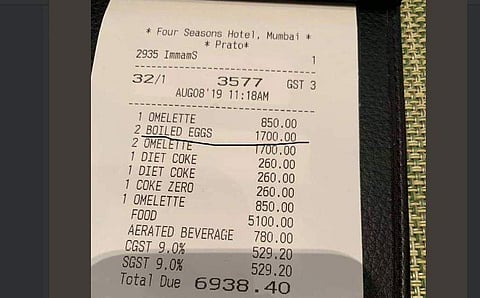 * Four Seasons Hotel, Mumbai *
* Prato*
2935 ImmamS 1
32/1 3577 GST 3
AUG08'19 11:18AM
1 OMELETTE 850.00
2 BOILED EGGS 1700.00
2 OMELETTE 1700.00
1 DIET COKE 260.00
1 DIET COKE 260.00
1 COKE ZERO 260.00
1 OMELETTE 850.00
FOOD 5100.00
AERATED BEVERAGE 780.00
CGST 9.0% 529.20
SGST 9.0% 529.20
Total Due 6938.40